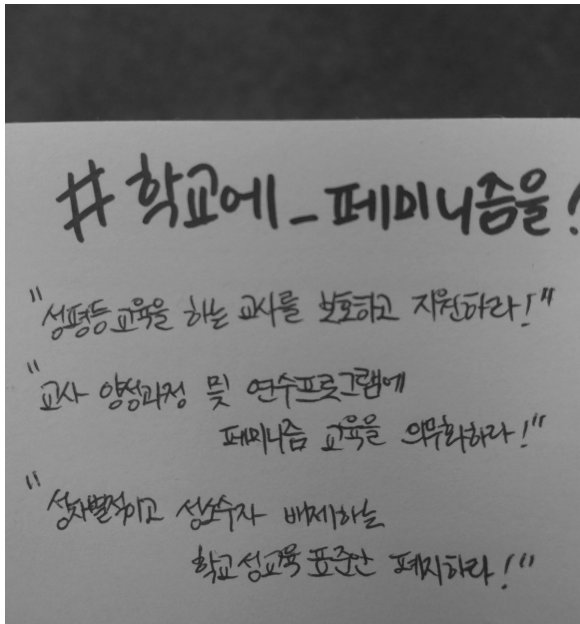 #학교에_페미니즘을!
"성평등 교육을 하는 교사를 보호하고 지원하라!"
"교사 양성과정 및 연수프로그램에
페미니즘 교육을 의무화하라!"
"성차별적이고 성소수자 배제하는
학교 성교육 표준안 폐지하라!"